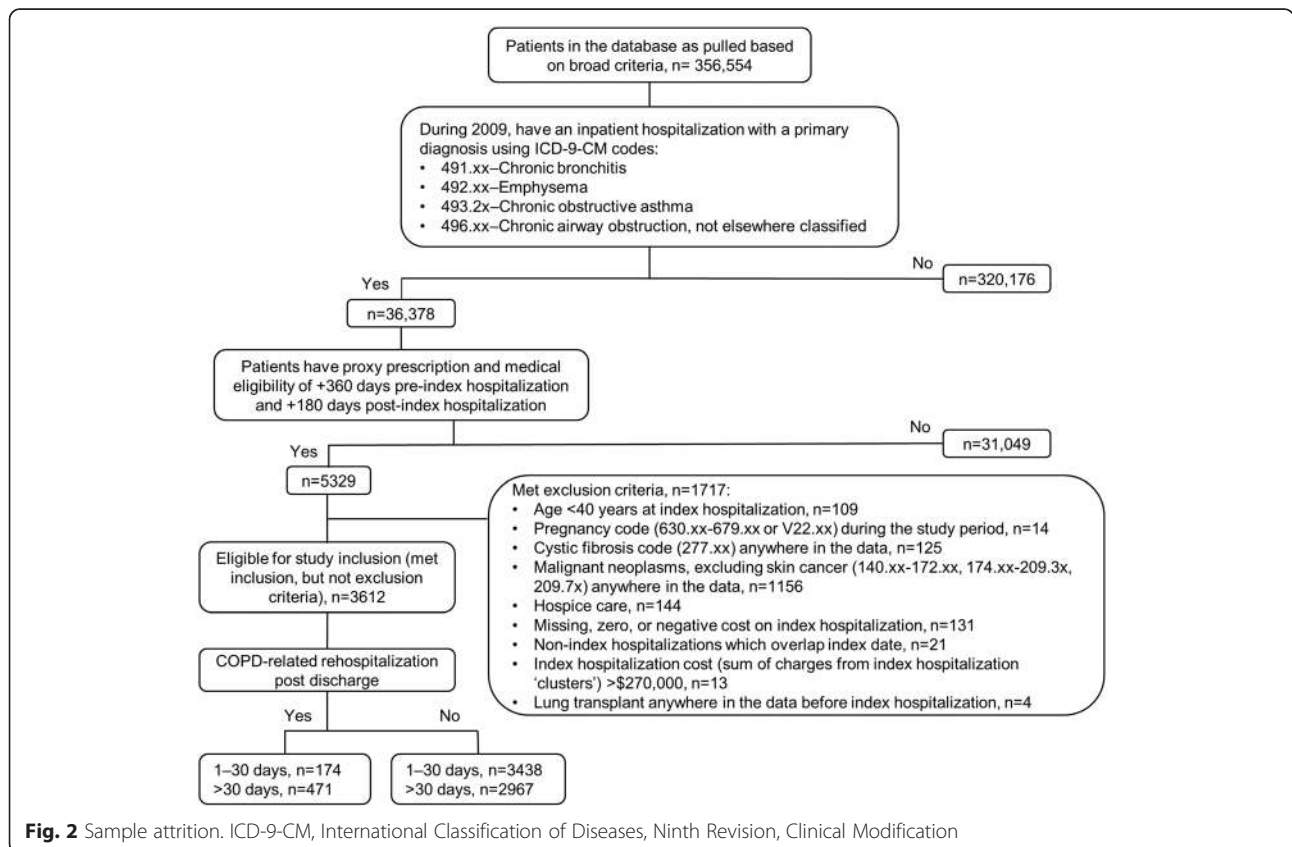 Patients in the database as pulled based
on broad criteria, n= 356,554
During 2009, have an inpatient hospitalization with a primary
diagnosis using ICD-9-CM codes:
• 491.xx–Chronic bronchitis
• 492.xx–Emphysema
• 493.2x–Chronic obstructive asthma
• 496.xx–Chronic airway obstruction, not elsewhere classified
No
n=320,176
Yes
n=36,378
Patients have proxy prescription and medical
eligibility of +360 days pre-index hospitalization
and +180 days post-index hospitalization
No
n=31,049
Yes
n=5329
Met exclusion criteria, n=1717:
• Age <40 years at index hospitalization, n=109
• Pregnancy code (630.xx-679.xx or V22.xx) during the study period, n=14
• Cystic fibrosis code (277.xx) anywhere in the data, n=125
• Malignant neoplasms, excluding skin cancer (140.xx-172.xx, 174.xx-209.3x,
209.7x) anywhere in the data, n=1156
• Hospice care, n=144
• Missing, zero, or negative cost on index hospitalization, n=131
• Non-index hospitalizations which overlap index date, n=21
• Index hospitalization cost (sum of charges from index hospitalization
'clusters') >$270,000, n=13
• Lung transplant anywhere in the data before index hospitalization, n=4
Eligible for study inclusion (met
inclusion, but not exclusion
criteria), n=3612
COPD-related rehospitalization
post discharge
Yes
No
1–30 days, n=174
>30 days, n=471
1–30 days, n=3438
>30 days, n=2967
Fig. 2 Sample attrition. ICD-9-CM, International Classification of Diseases, Ninth Revision, Clinical Modification